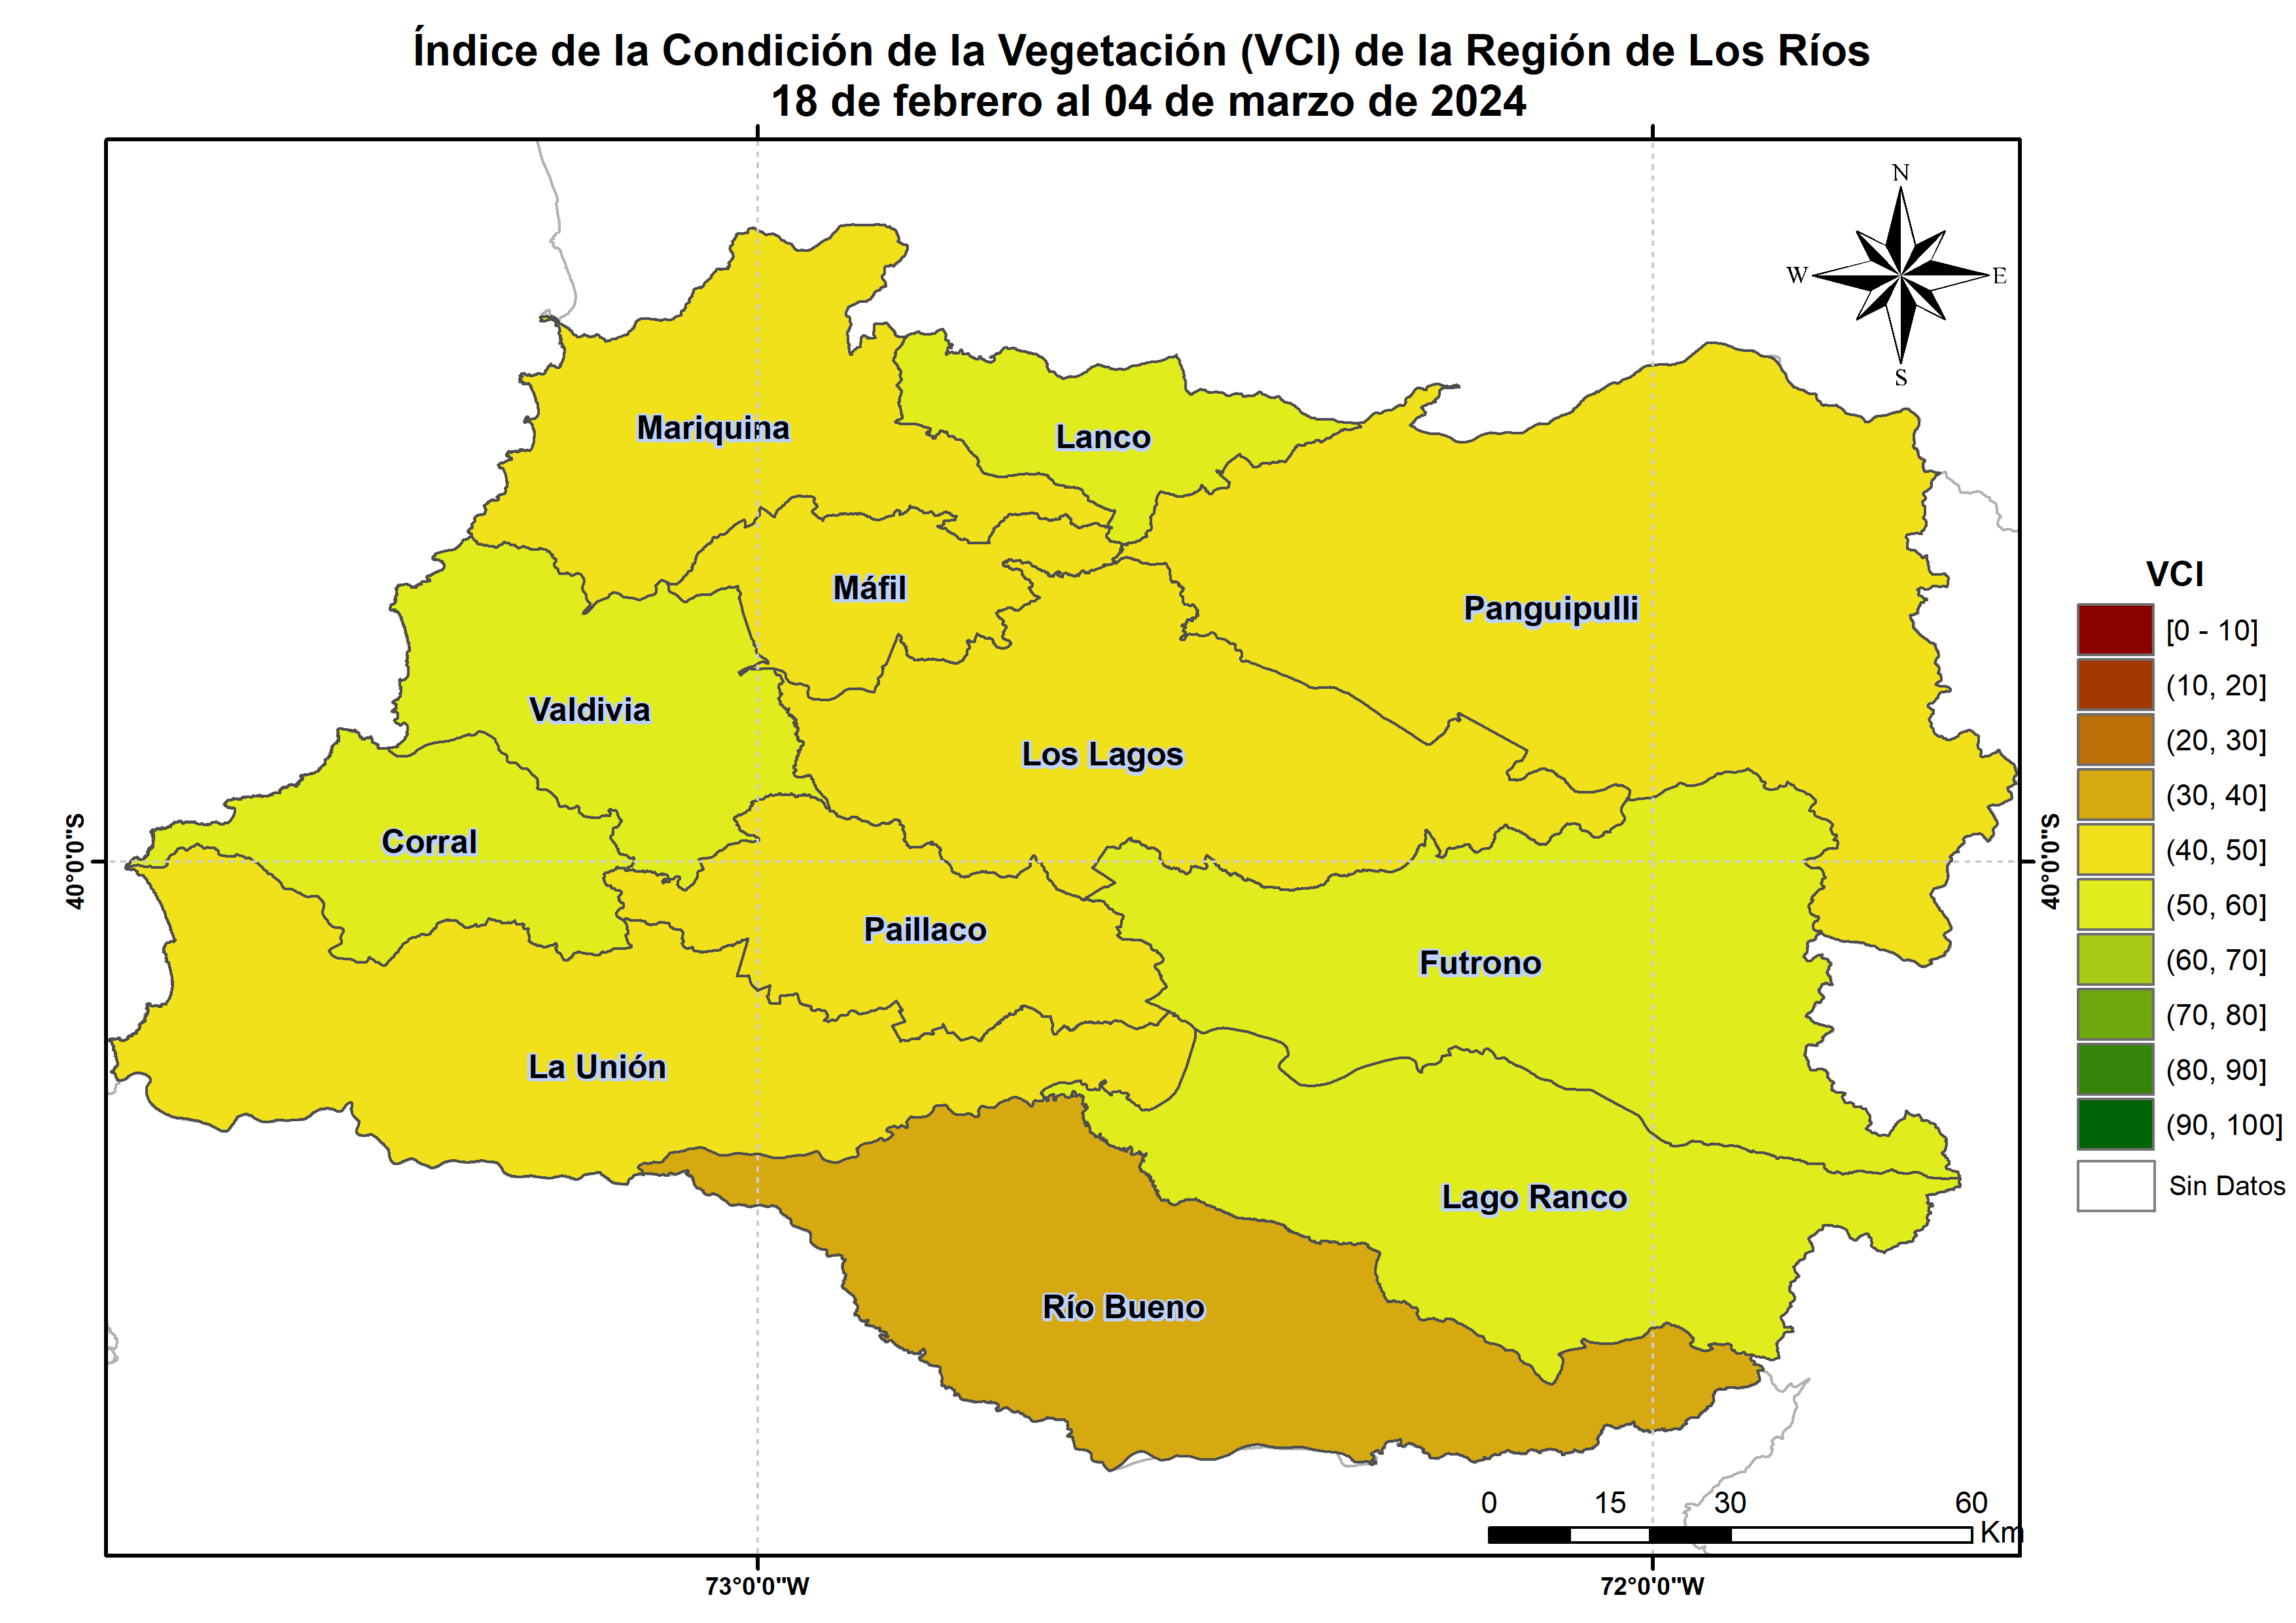 Índice de la Condición de la Vegetación (VCI) de la Región de Los Ríos
18 de febrero al 04 de marzo de 2024
N
W
E
S
Mariquina
Lanco
Máfil
Panguipulli
Valdivia
Los Lagos
Corral
Paillaco
Futrono
La Unión
Lago Ranco
Río Bueno
40°0'0"S
40°0'0"S
VCI
[0 - 10]
(10, 20]
(20, 30]
(30, 40]
(40, 50]
(50, 60]
(60, 70]
(70, 80]
(80, 90]
(90, 100]
Sin Datos
0 15 30 60
Km
73°0'0"W
72°0'0"W